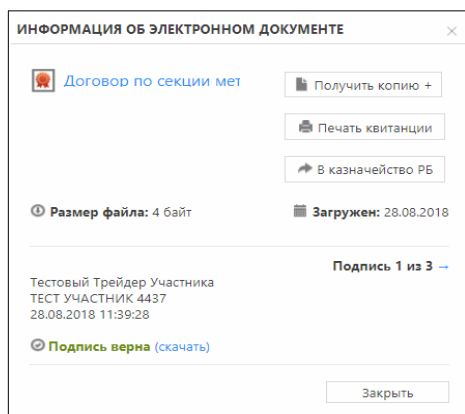 ИНФОРМАЦИЯ ОБ ЭЛЕКТРОННОМ ДОКУМЕНТЕ
Договор по секции мет
Получить копию +
Печать квитанции
В казначейство РБ
Размер файла: 4 байт
Загружен: 28.08.2018
Подпись 1 из 3 →
Тестовый Трейдер Участника
ТЕСТ УЧАСТНИК 4437
28.08.2018 11:39:28
Подпись верна (скачать)
Закрыть